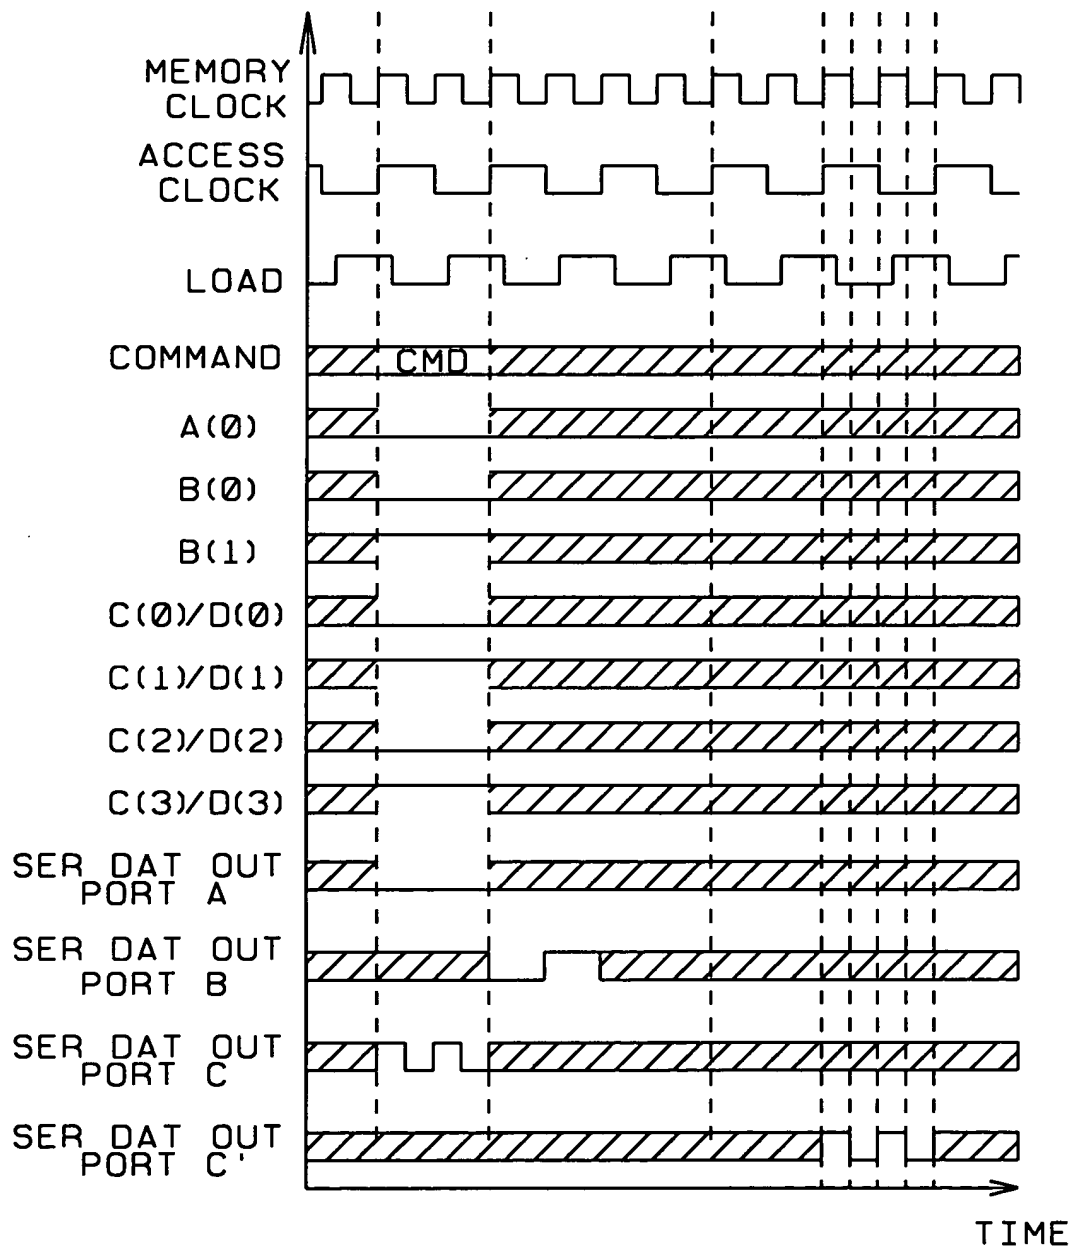 MEMORY
CLOCK
ACCESS
CLOCK
LOAD
COMMAND
CMD
A(0)
B(0)
B(1)
C(0)/D(0)
C(1)/D(1)
C(2)/D(2)
C(3)/D(3)
SER DAT OUT
PORT A
SER DAT OUT
PORT B
SER DAT OUT
PORT C
SER DAT OUT
PORT C'
TIME